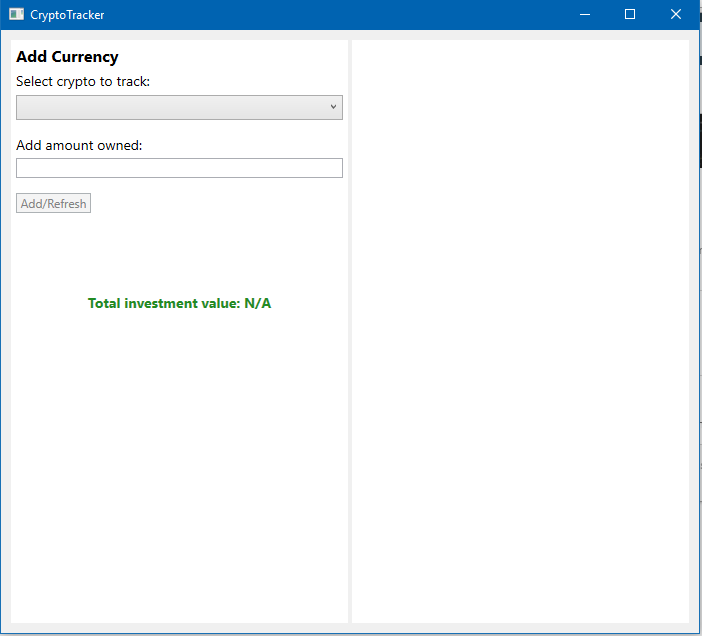 CryptoTracker
Add Currency
Select crypto to track:
Add amount owned:
Add/Refresh
Total investment value: N/A